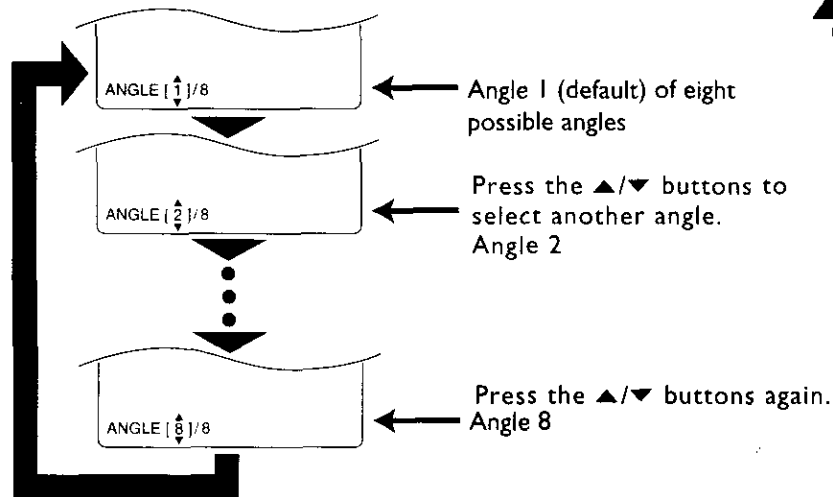 ANGLE [1]/8
Angle 1 (default) of eight
possible angles
ANGLE [2]/8
Press the ▲/▼ buttons to
select another angle.
Angle 2
ANGLE [8]/8
Press the ▲/▼ buttons again.
Angle 8